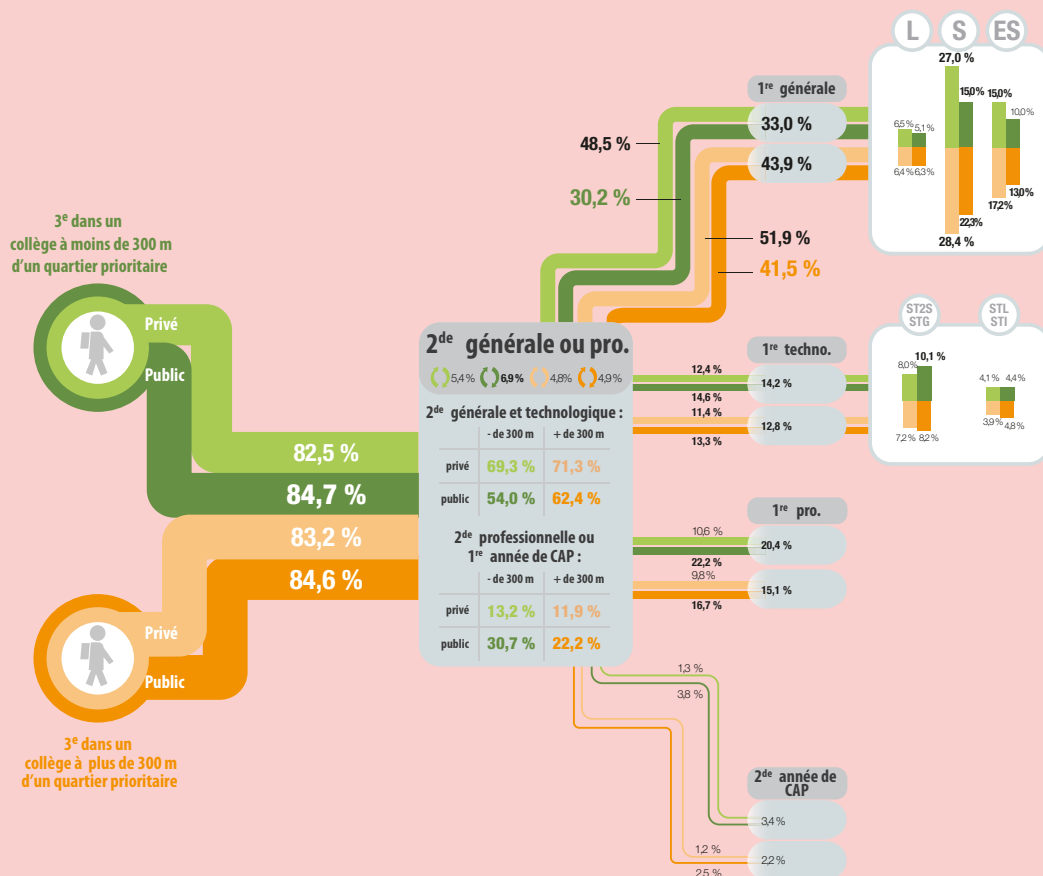 L S ES
27,0 %
15,0% 15,0%
6,5 % 5,1 % 10,0%
6,4% 6,3%
13,0%
17,2%
22,3%
28,4 %
1re générale
33,0 %
43,9 %
48,5 %
30,2 %
51,9 %
41,5 %
3e dans un
collège à moins de 300 m
d'un quartier prioritaire
Privé
Public
82,5 %
84,7 %
83,2 %
84,6 %
Privé
Public
3e dans un
collège à plus de 300 m
d'un quartier prioritaire
2de générale ou pro.
5,4 % 6,9 % 4,8% 4,9%
2de générale et technologique :
- de 300 m + de 300 m
privé 69,3 % 71,3 %
public 54,0 % 62,4 %
2de professionnelle ou
1re année de CAP :
- de 300 m + de 300 m
privé 13,2 % 11,9 %
public 30,7 % 22,2 %
1re techno.
12,4 %
14,2 %
14,6 %
11,4 %
12,8 %
13,3 %
ST2S
STG
STL
STI
8,0% 10,1 %
7,2 % 8,2%
4,1 % 4,4%
3,9% 4,8%
1re pro.
10,6 %
20,4 %
22,2 %
9,8%
15,1 %
16,7 %
1,3 %
3,8 %
2de année de
CAP
3,4 %
1,2 %
2,2%
2,5 %